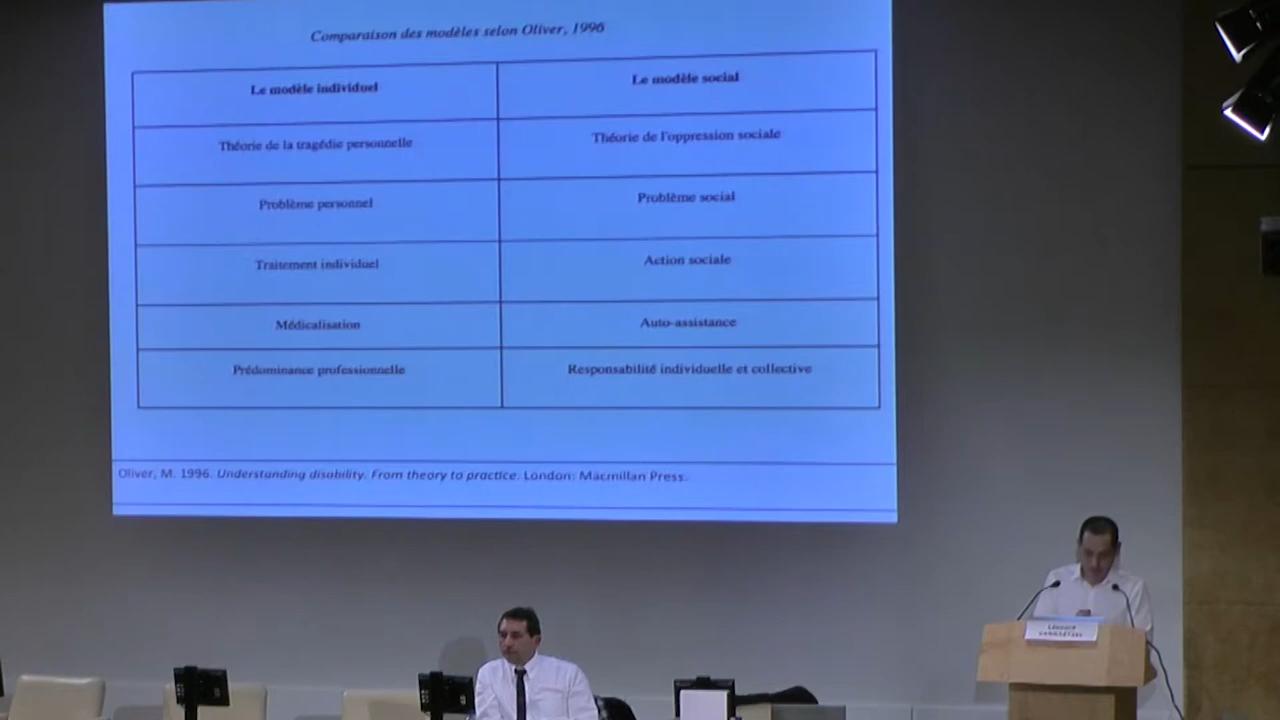 Comparaison des modèles selon Oliver, 1996
Le modèle individuel
Le modèle social
Théorie de la tragédie personnelle
Théorie de l'oppression sociale
Problème personnel
Problème social
Traitement individuel
Action sociale
Médicalisation
Auto-assistance
Prédominance professionnelle
Responsabilité individuelle et collective
Oliver, M. 1996. Understanding disability. From theory to practice. London: Macmillan Press.